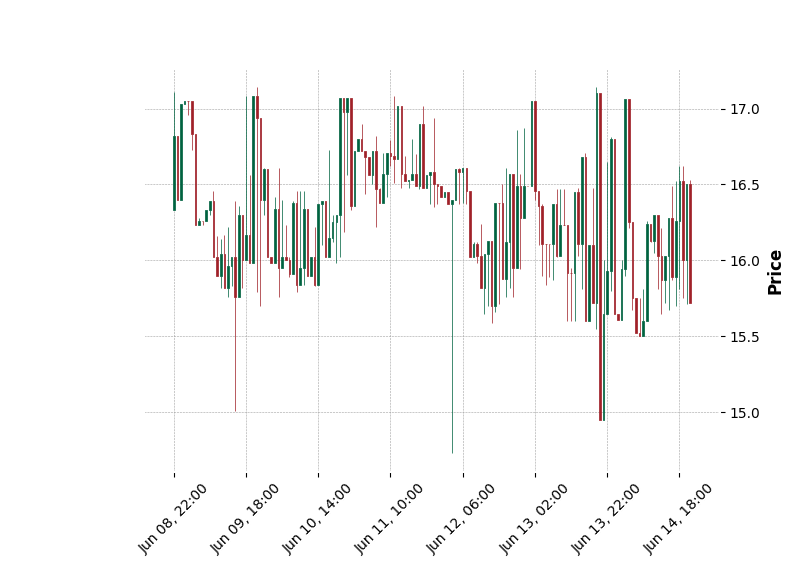 17.0
16.5
16.0
15.5
15.0
Price
Jun 08, 22:00
Jun 09, 18:00
Jun 10, 14:00
Jun 11, 10:00
Jun 12, 06:00
Jun 13, 02:00
Jun 13, 22:00
Jun 14, 18:00